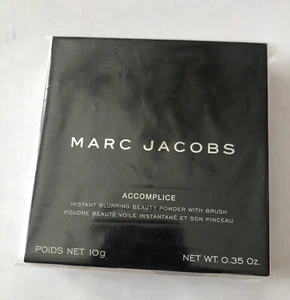 MARC JACOBS
ACCOMPLICE
INSTANT BLURRING BEAUTY POWDER WITH BRUSH
POUDRE BEAUTÉ VOILE INSTANTANÉ ET SON PINCEAU
POIDS NET 10g NET WT. 0.35 Oz.